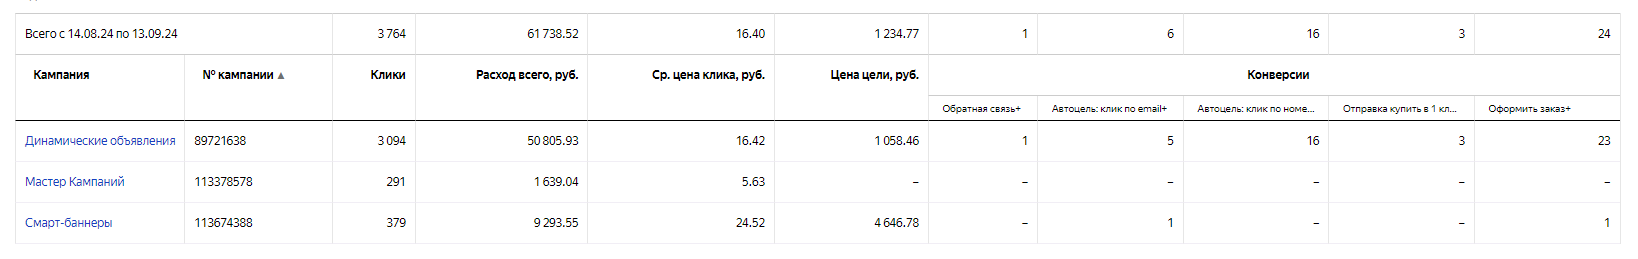 Всего с 14.08.24 по 13.09.24 3 764 61 738.52 16.40 1 234.77 1 6 16 3 24
Кампания № кампании ▲ Клики Расход всего, руб. Ср. цена клика, руб. Цена цели, руб. Конверсии
Обратная связь+ Автоцель: клик по email+ Автоцель: клик по номе... Отправка купить в 1 кл... Оформить заказ+
Динамические объявления 89721638 3 094 50 805.93 16.42 1 058.46 1 5 16 3 23
Мастер Кампаний 113378578 291 1 639.04 5.63 – – – – – –
Смарт-баннеры 113674388 379 9 293.55 24.52 4 646.78 – 1 – – 1